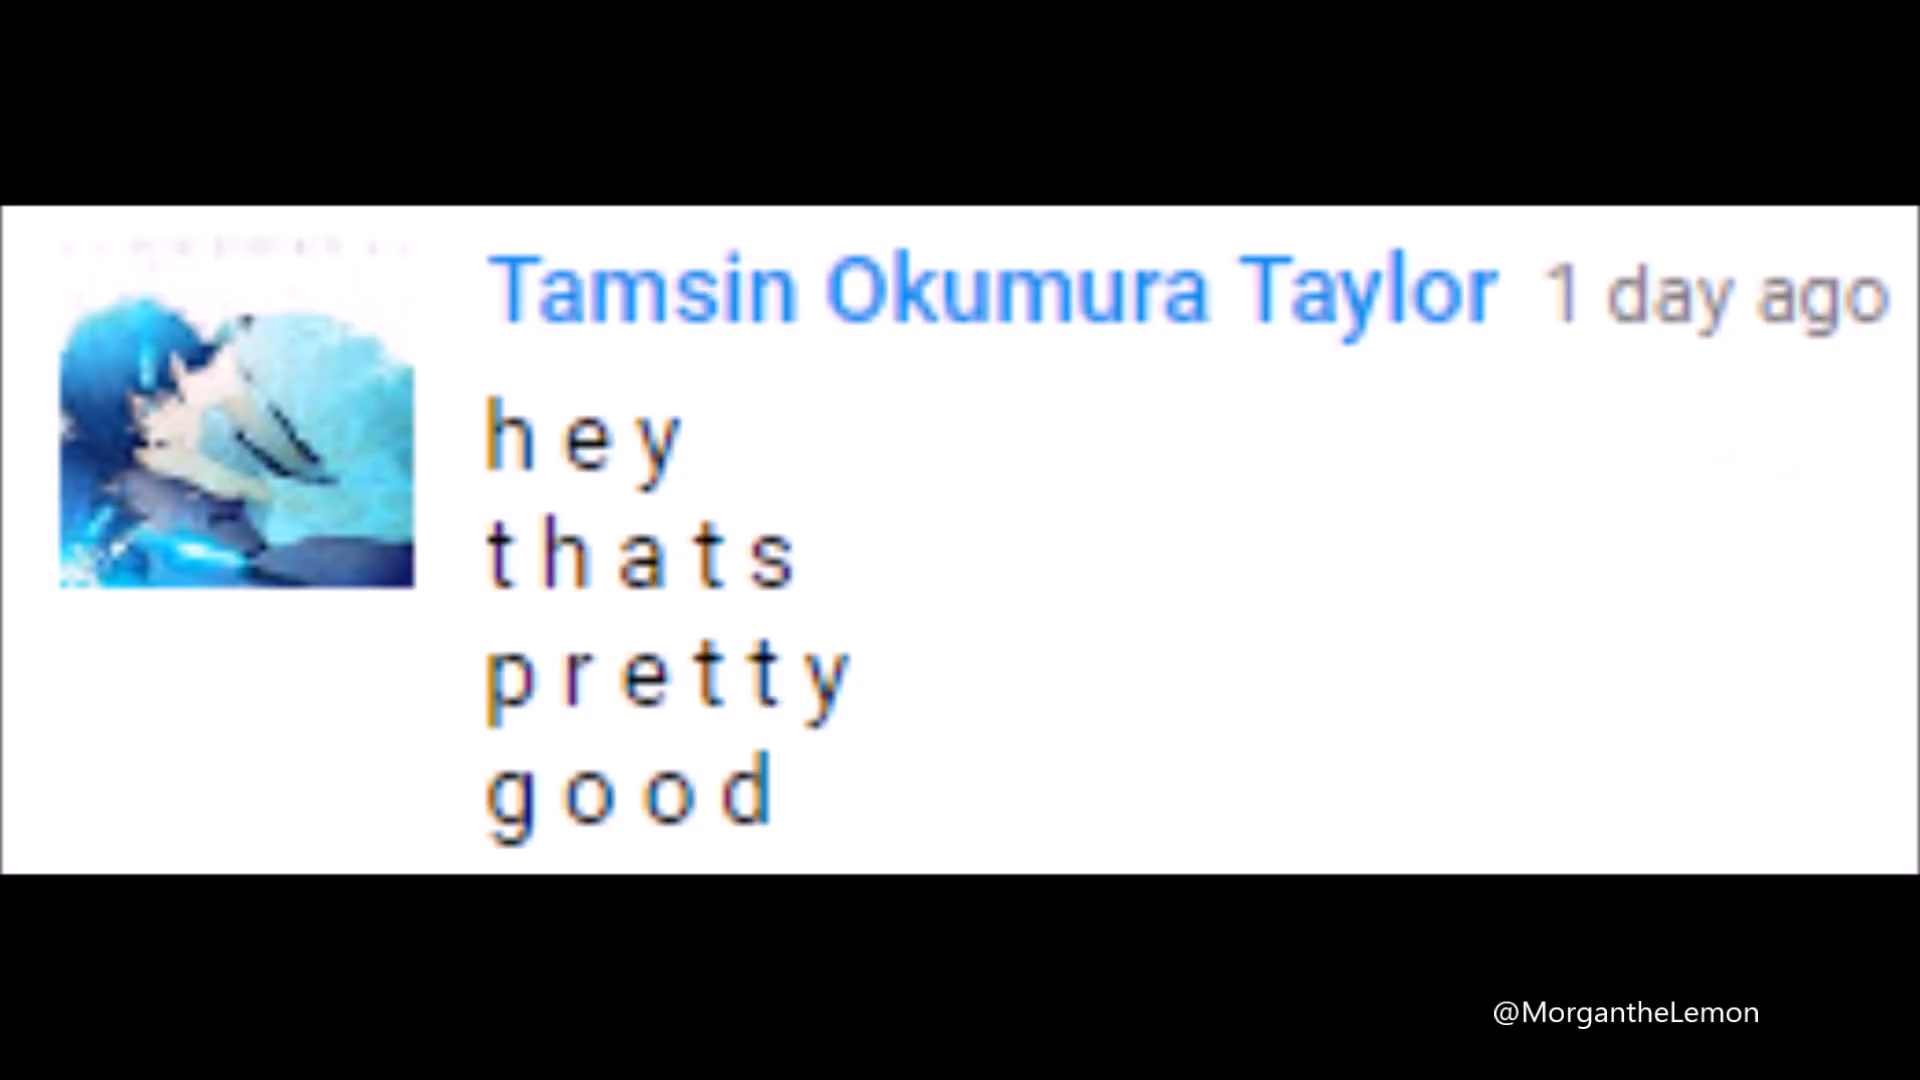 Tamsin Okumura Taylor 1 day ago
h e y
t h a t s
p r e t t y
g o o d
@MorgantheLemon